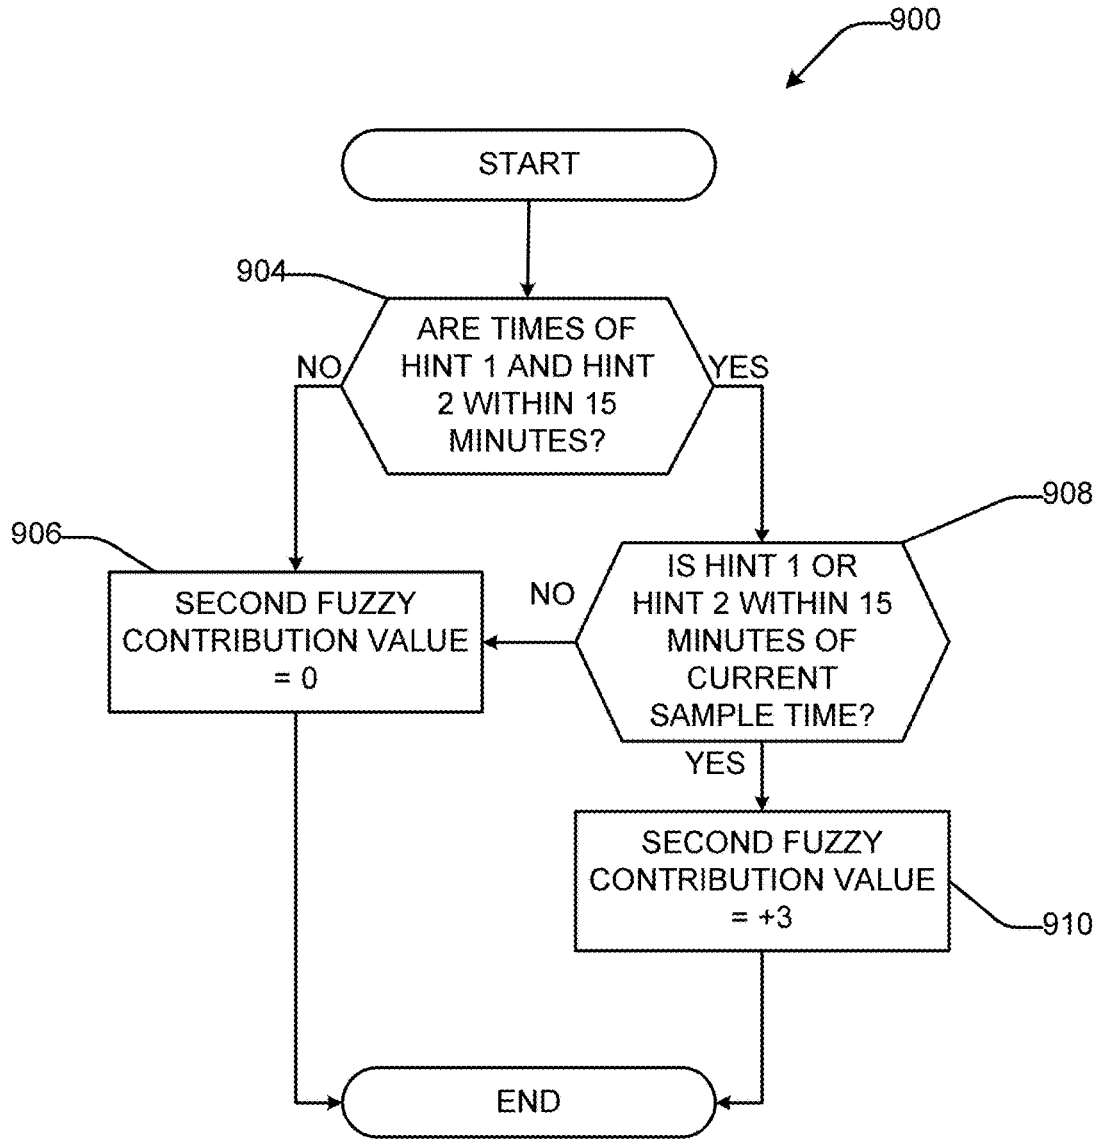 900
START
904
ARE TIMES OF
HINT 1 AND HINT
2 WITHIN 15
MINUTES?
NO
YES
908
906
IS HINT 1 OR
HINT 2 WITHIN 15
MINUTES OF
CURRENT
SAMPLE TIME?
NO
SECOND FUZZY
CONTRIBUTION VALUE
= 0
YES
SECOND FUZZY
CONTRIBUTION VALUE
= +3
910
END